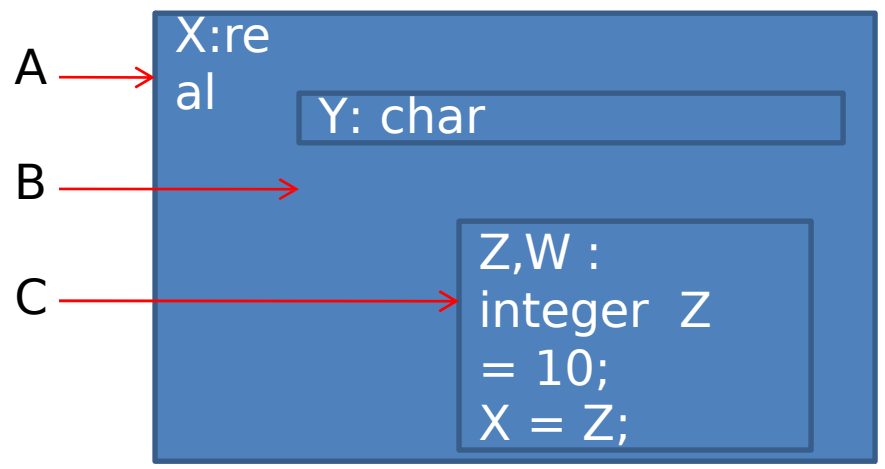 X:re
al
A
Y: char
B
Z,W :
integer Z
= 10;
X = Z;
C